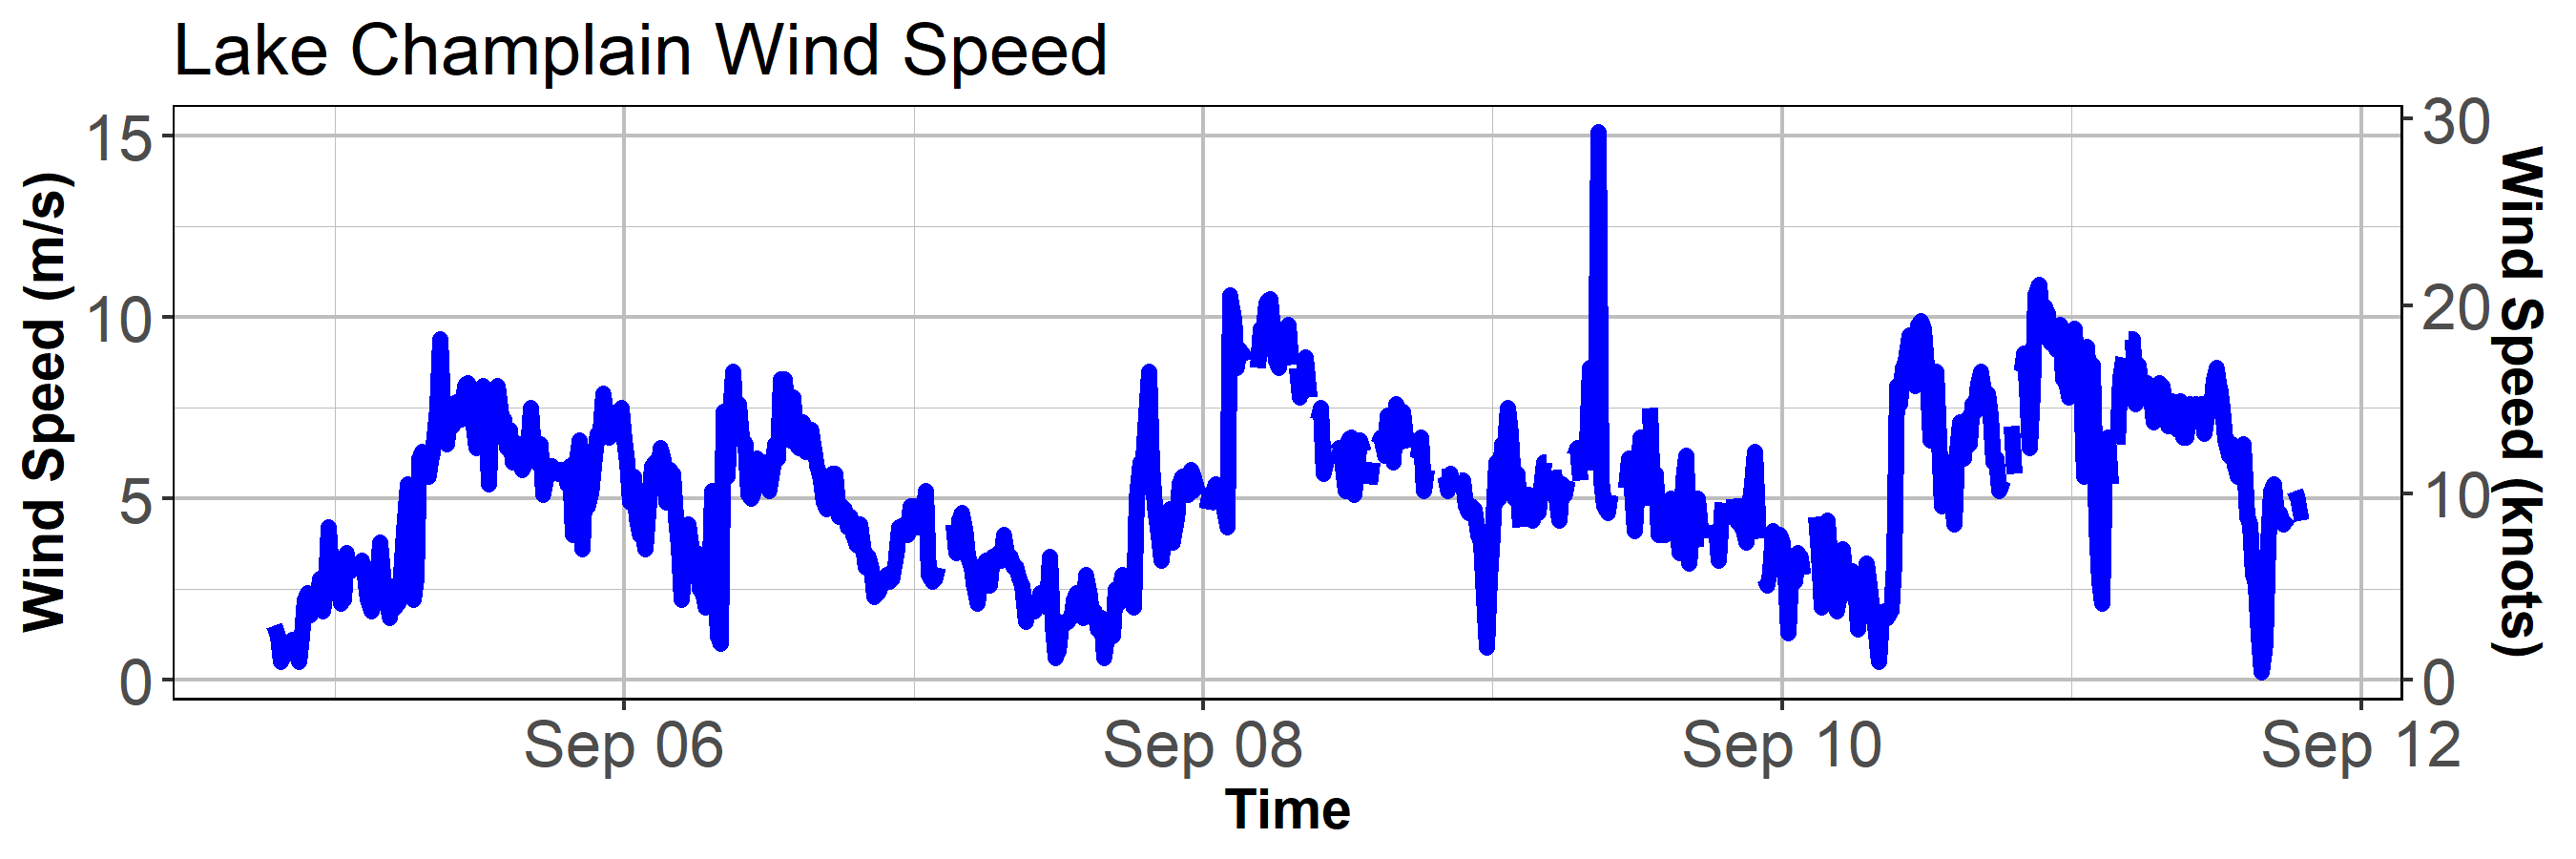 Lake Champlain Wind Speed
Wind Speed (m/s)
15
10
5
0
30
20
10
0
Wind Speed (knots)
Sep 06
Sep 08
Sep 10
Sep 12
Time